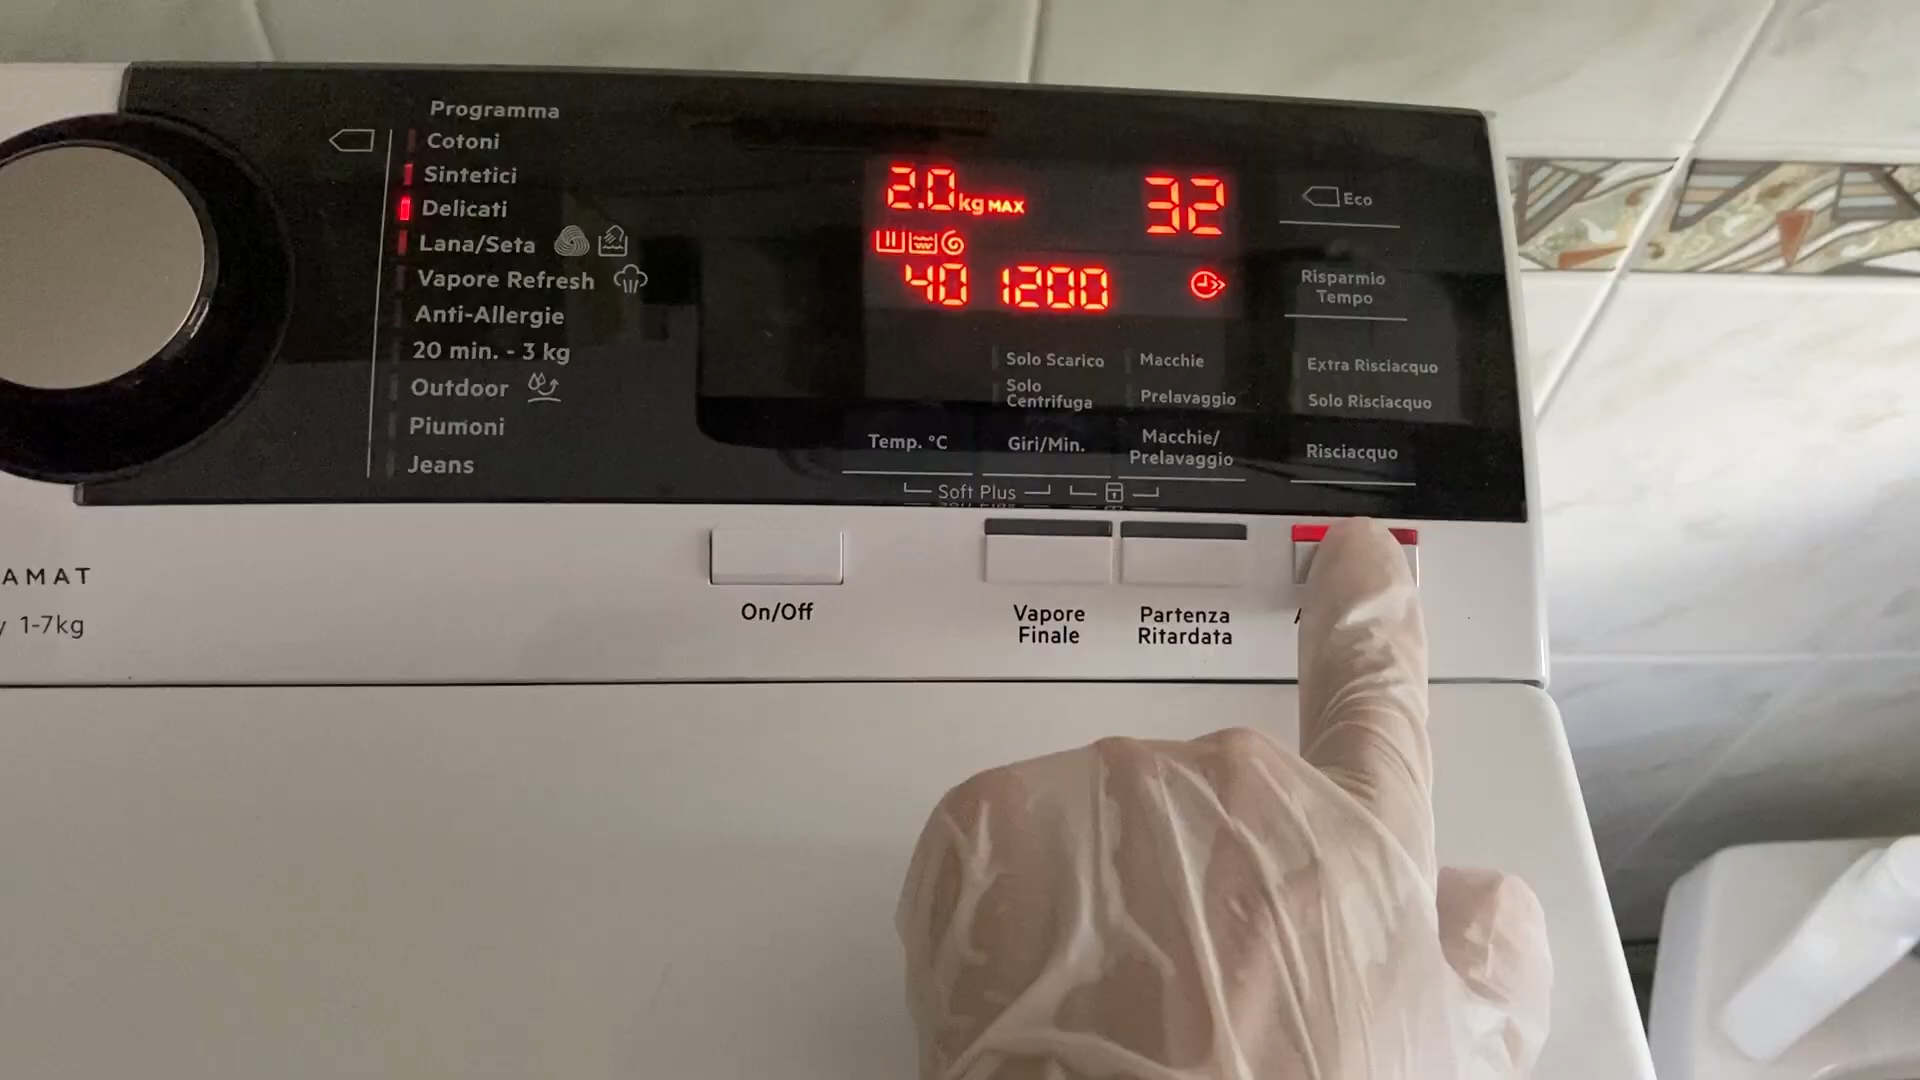 Programma
Cotoni
Sintetici
Delicati
Lana/Seta
Vapore Refresh
Anti-Allergie
20 min. - 3 kg
Outdoor
Piumoni
Jeans
2.0 kg MAX
32
40 1200
Eco
Risparmio
Tempo
Solo Scarico
Solo
Centrifuga
Macchie
Prelavaggio
Extra Risciacquo
Solo Risciacquo
Temp. °C
Giri/Min.
Macchie/
Prelavaggio
Risciacquo
Soft Plus
AMAT
1-7kg
On/Off
Vapore
Finale
Partenza
Ritardata